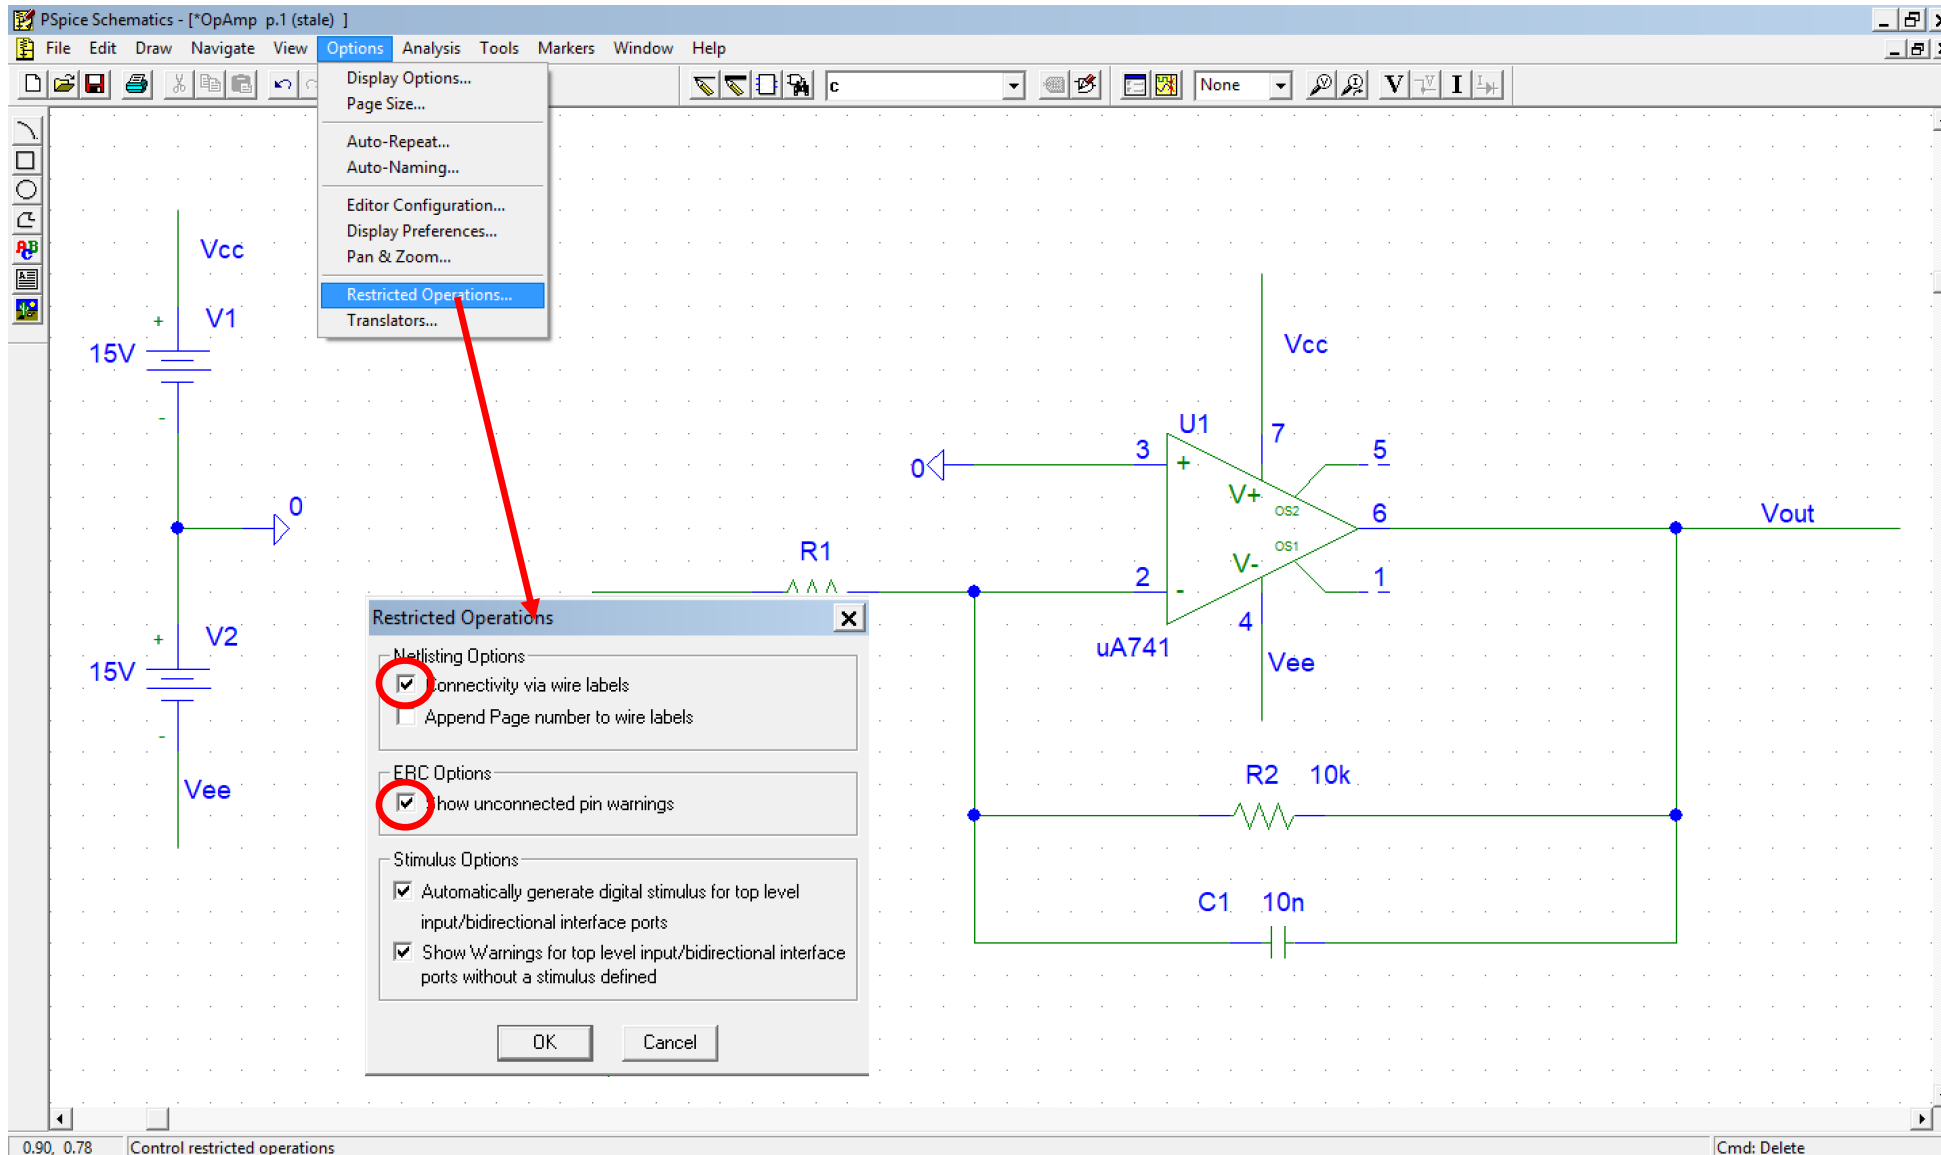 PSpice Schematics - [*OpAmp p.1 (stale) ]
File Edit Draw Navigate View Options Analysis Tools Markers Window Help
c
None
V V I
Display Options...
Page Size...
Auto-Repeat...
Auto-Naming...
Editor Configuration...
Display Preferences...
Pan & Zoom...
Restricted Operations...
Translators...
ABC
Vcc
+ V1
15V
-
0
+ V2
15V
-
Vee
Vcc
U1
7
3
5
0
+
V+
OS2
6
Vout
OS1
V-
R1
2
1
-
4
uA741
Vee
R2 10k
C1 10n
Restricted Operations
Netlisting Options
Connectivity via wire labels
Append Page number to wire labels
ERC Options
Show unconnected pin warnings
Stimulus Options
Automatically generate digital stimulus for top level
input/bidirectional interface ports
Show Warnings for top level input/bidirectional interface
ports without a stimulus defined
OK Cancel
0.90, 0.78 Control restricted operations Cmd: Delete